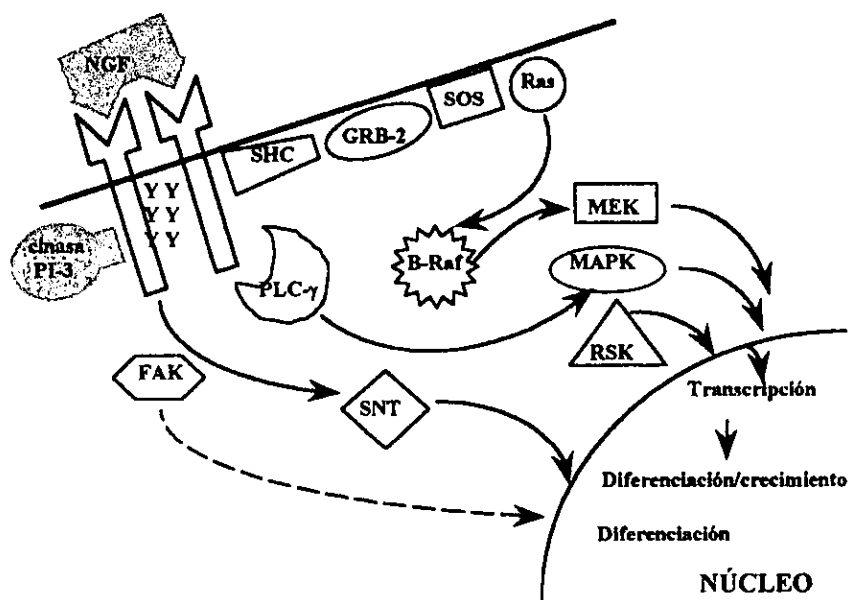 NGF
Ras
SOS
GRB-2
SHC
Y Y
Y Y
Y Y
cinasa
PI-3
MEK
B-Raf
MAPK
PLC-γ
RSK
FAK
SNT
Transcripción
Diferenciación/crecimiento
Diferenciación
NÚCLEO